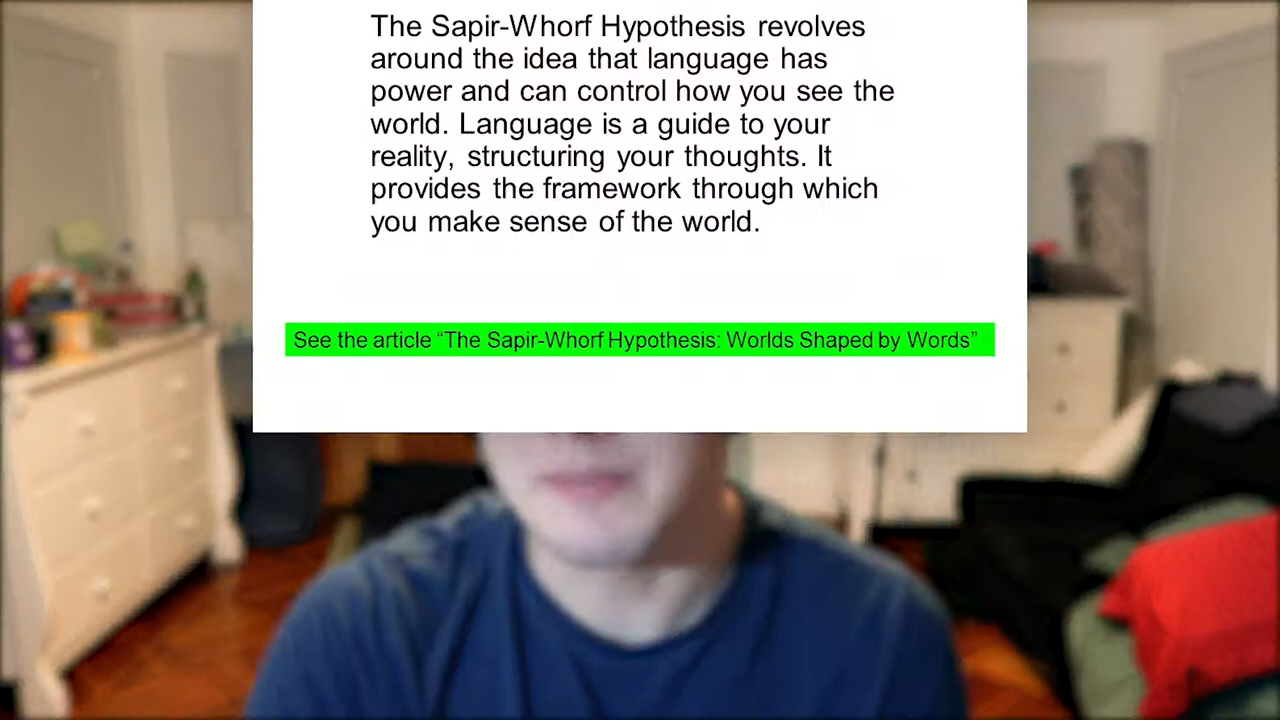 The Sapir-Whorf Hypothesis revolves
around the idea that language has
power and can control how you see the
world. Language is a guide to your
reality, structuring your thoughts. It
provides the framework through which
you make sense of the world.
See the article “The Sapir-Whorf Hypothesis: Worlds Shaped by Words”